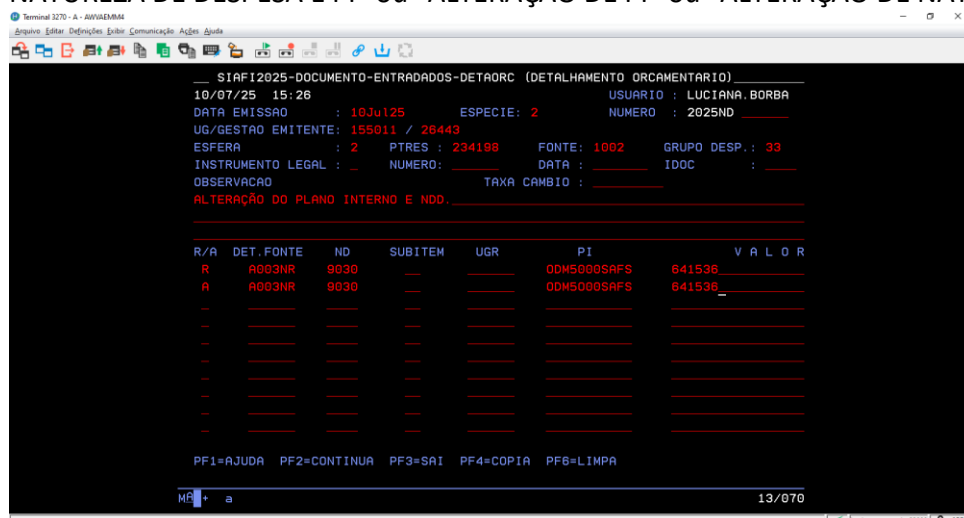 NATUREZA DE DESPESA E PI" ou "ALTERAÇÃO DE PI" ou "ALTERAÇÃO DE NAT
Terminal 3270 - A - AWVAEMM4
Arquivo Editar Definições Exibir Comunicação Ações Ajuda
__ SIAFI2025-DOCUMENTO-ENTRADADOS-DETAORC (DETALHAMENTO ORCAMENTARIO)________
10/07/25 15:26 USUARIO : LUCIANA.BORBA
DATA EMISSAO : 10Jul25 ESPECIE: 2 NUMERO : 2025ND ______
UG/GESTAO EMITENTE: 155011 / 26443
ESFERA : 2 PTRES : 234108 FONTE: 1002 GRUPO DESP.: 33
INSTRUMENTO LEGAL : _ NUMERO: ______ DATA : _______ IDOC : ____
OBSERVACAO TAXA CAMBIO : _________
ALTERAÇÃO DO PLANO INTERNO E NDD.
R/A DET.FONTE ND SUBITEM UGR PI V A L O R
R A003NR 9030 __ ______ ODM5000SAFS 641536
A A003NR 9030 __ ______ ODM5000SAFS 641536
PF1=AJUDA PF2=CONTINUA PF3=SAI PF4=COPIA PF6=LIMPA
MA + a 13/070